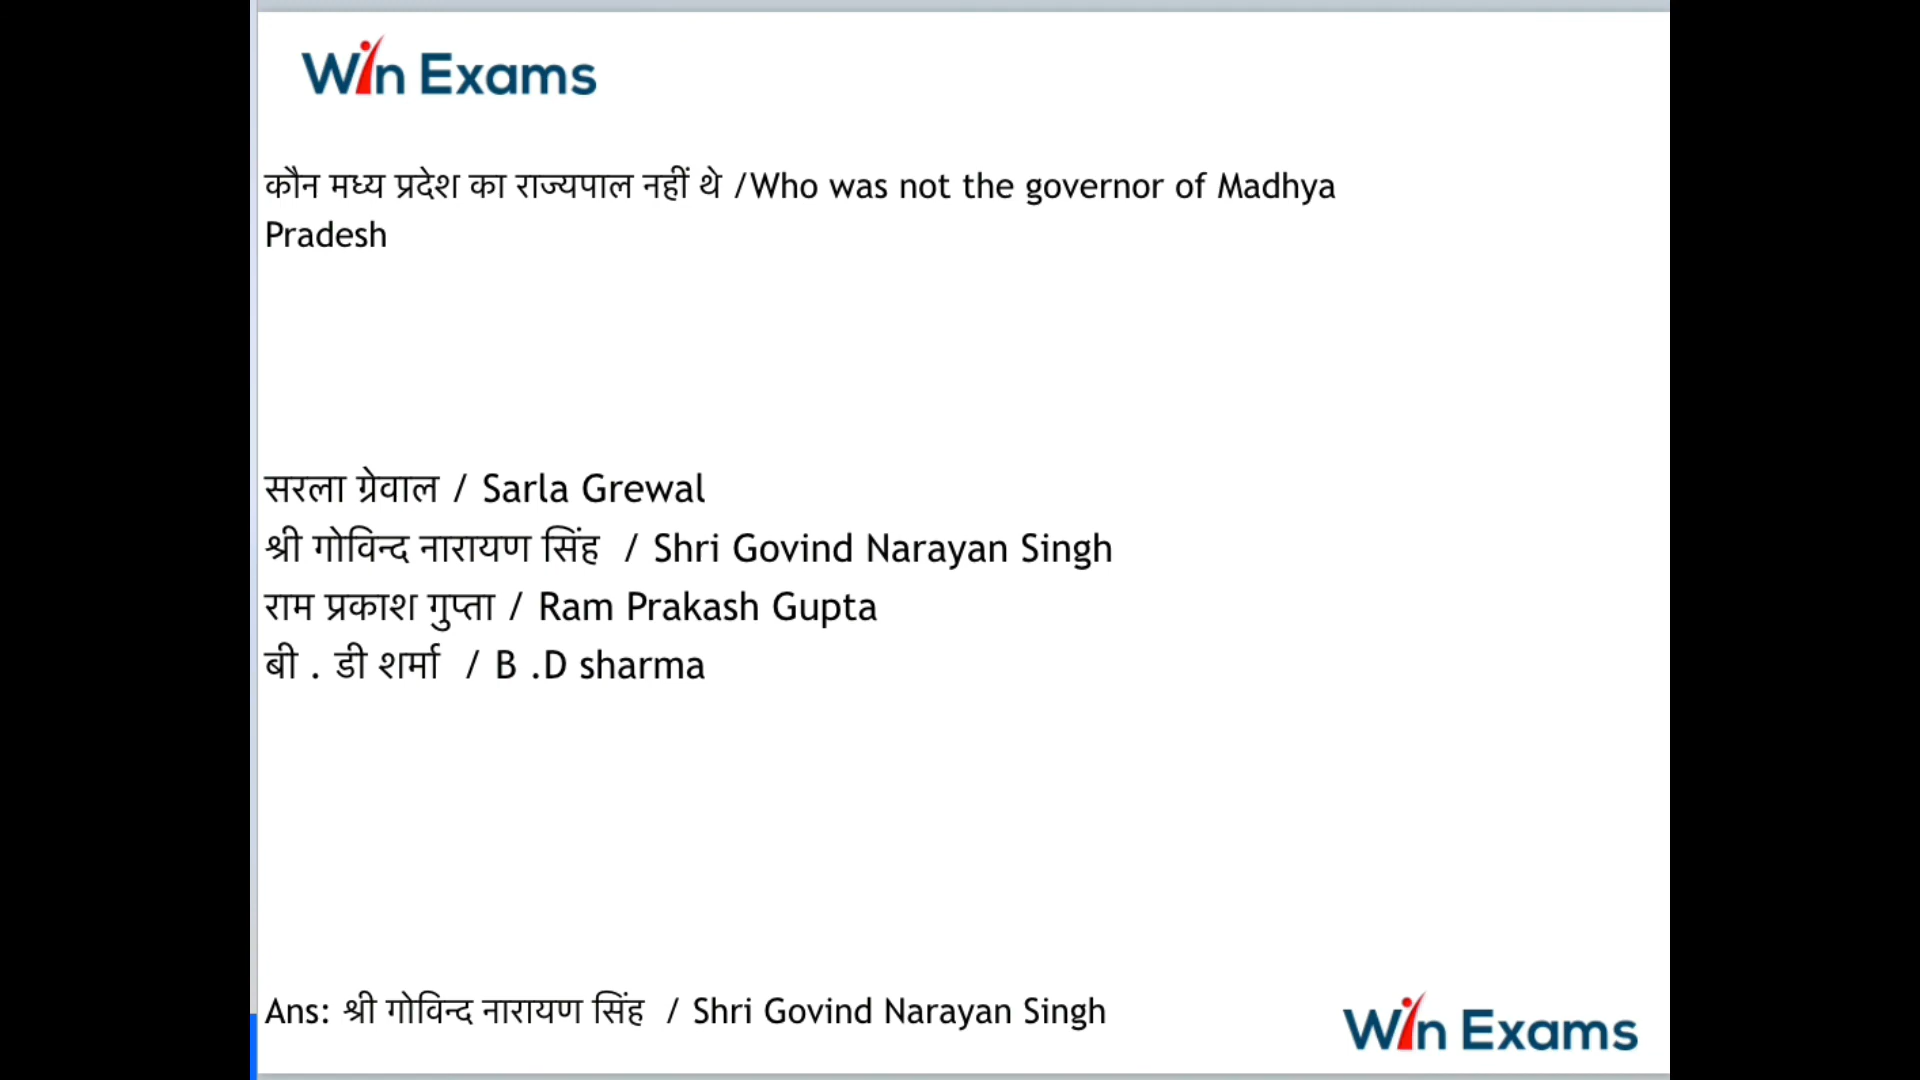 Win Exams
कौन मध्य प्रदेश का राज्यपाल नहीं थे /Who was not the governor of Madhya
Pradesh
सरला ग्रेवाल / Sarla Grewal
श्री गोविन्द नारायण सिंह / Shri Govind Narayan Singh
राम प्रकाश गुप्ता / Ram Prakash Gupta
बी . डी शर्मा / B .D sharma
Ans: श्री गोविन्द नारायण सिंह / Shri Govind Narayan Singh
Win Exams